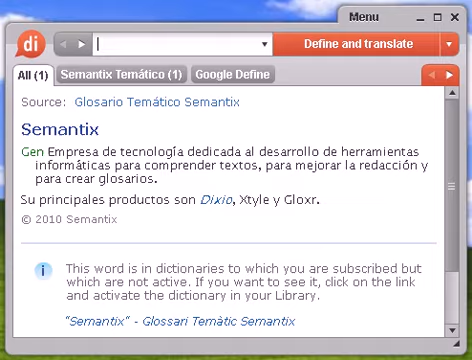 Menu
di
Define and translate
All (1)
Semantix Temático (1)
Google Define
Source: Glosario Temático Semantix
Semantix
Gen Empresa de tecnología dedicada al desarrollo de herramientas
informáticas para comprender textos, para mejorar la redacción y
para crear glosarios.
Su principales productos son Dixio, Xtyle y Gloxr.
© 2010 Semantix
i
This word is in dictionaries to which you are subscribed but
which are not active. If you want to see it, click on the link
and activate the dictionary in your Library.
"Semantix" - Glossari Temàtic Semantix